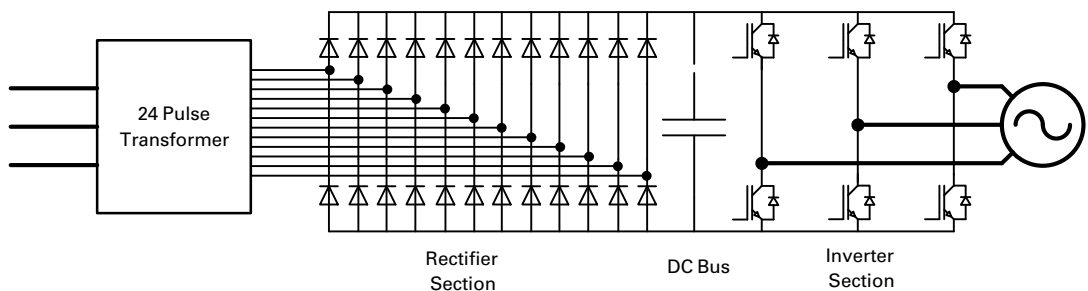 24 Pulse
Transformer
Rectifier
Section
DC Bus
Inverter
Section